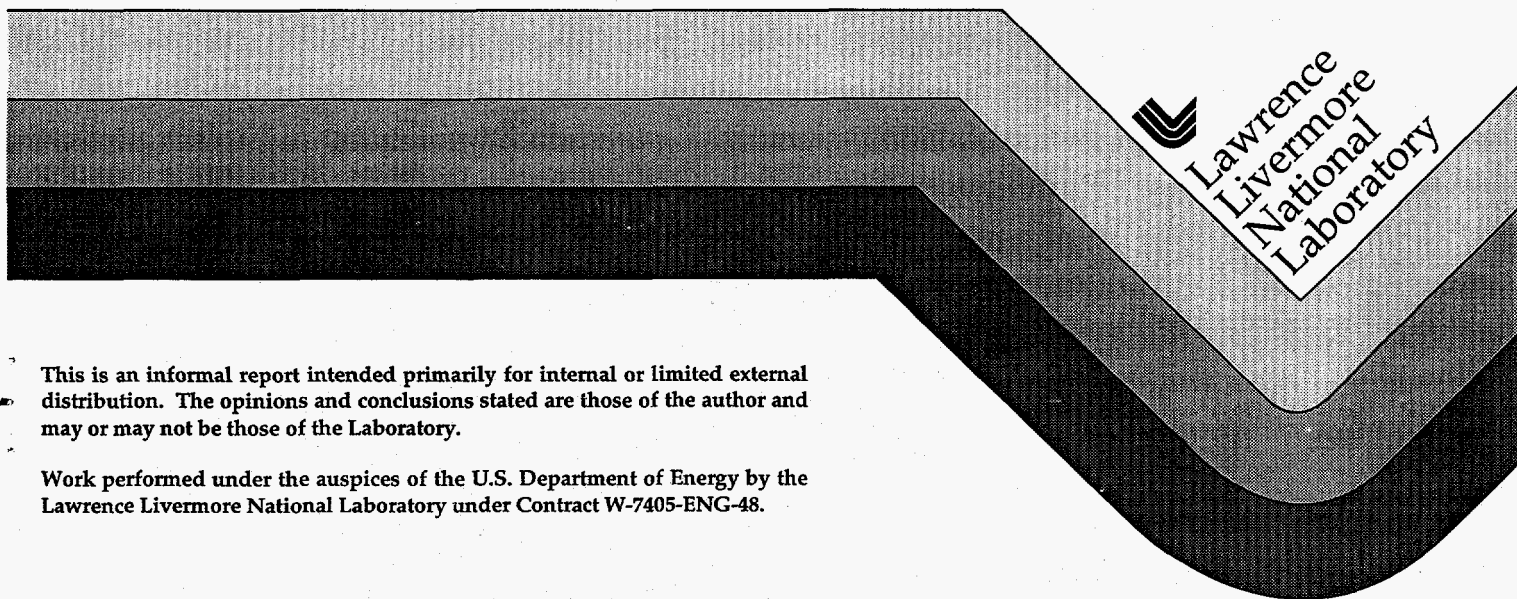 Lawrence
Livermore
National
Laboratory
This is an informal report intended primarily for internal or limited external
distribution. The opinions and conclusions stated are those of the author and
may or may not be those of the Laboratory.
Work performed under the auspices of the U.S. Department of Energy by the
Lawrence Livermore National Laboratory under Contract W-7405-ENG-48.